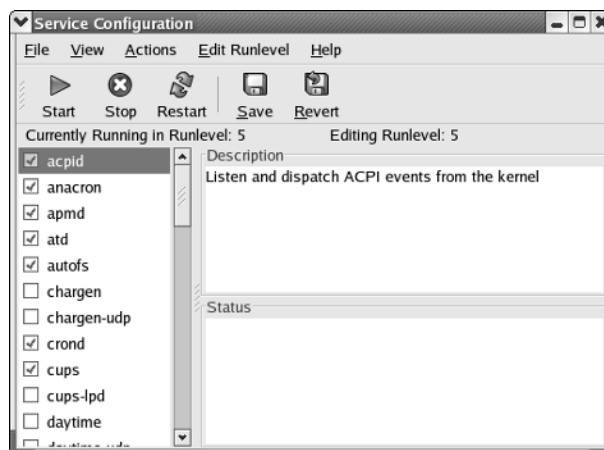 Service Configuration
File View Actions Edit Runlevel Help
Start Stop Restart Save Revert
Currently Running in Runlevel: 5 Editing Runlevel: 5
acpid
anacron
apmd
atd
autofs
chargen
chargen-udp
crond
cups
cups-lpd
daytime
Description
Listen and dispatch ACPI events from the kernel
Status